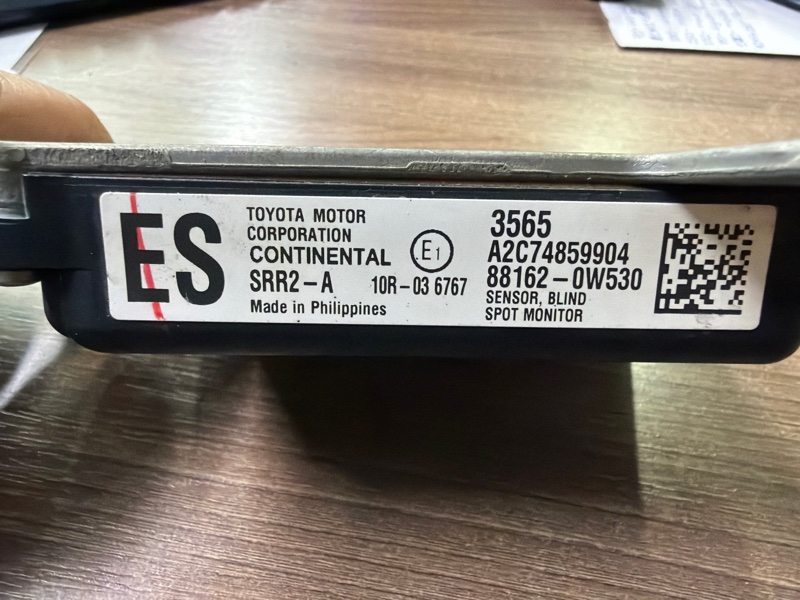 ES
TOYOTA MOTOR
CORPORATION
CONTINENTAL
E1
SRR2-A 10R-03 6767
Made in Philippines
3565
A2C74859904
88162-0W530
SENSOR, BLIND
SPOT MONITOR